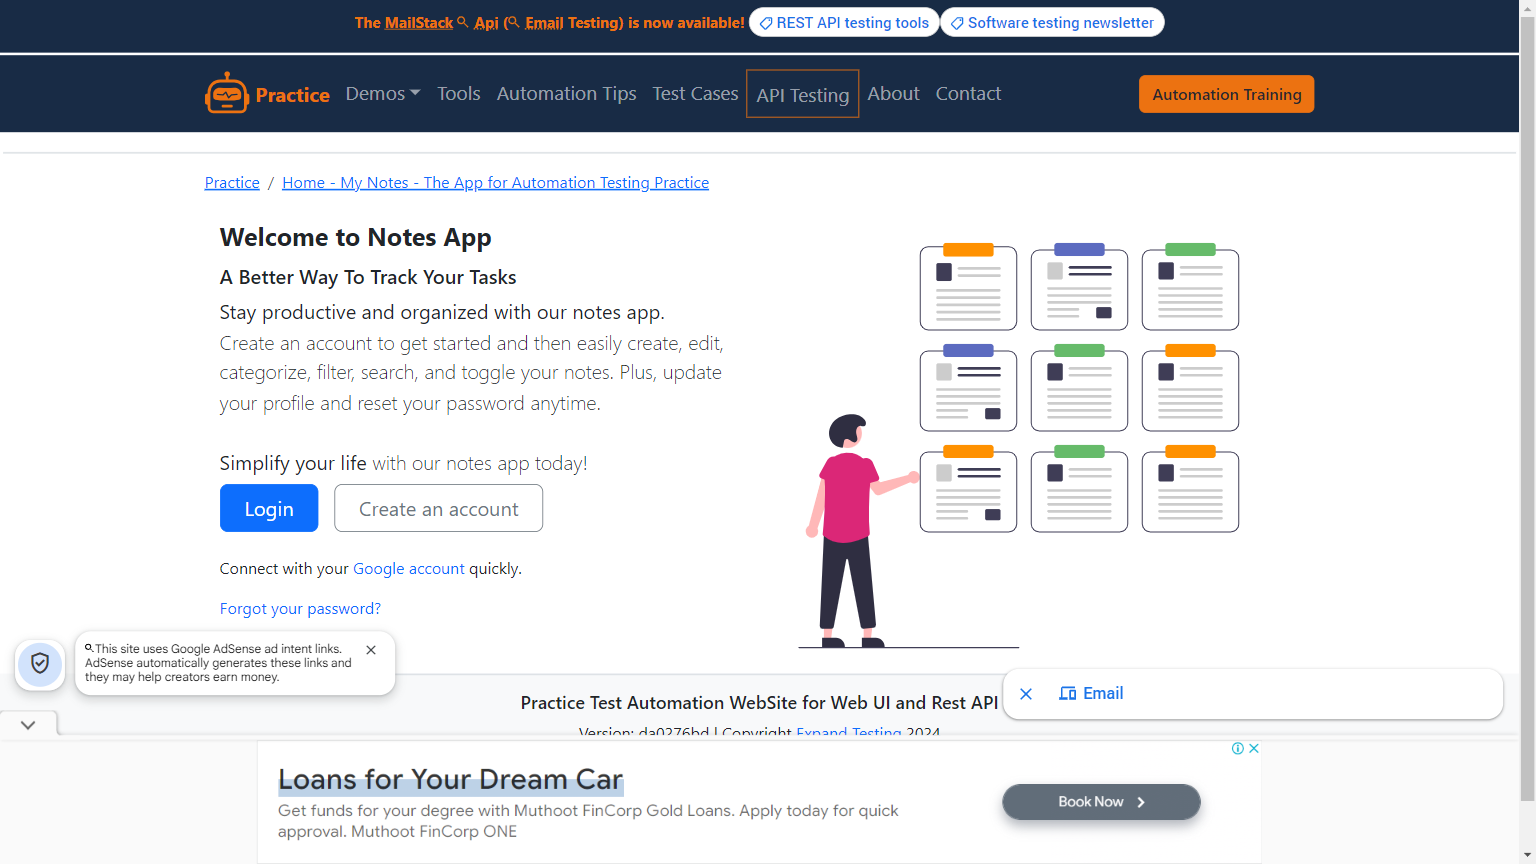 The MailStack Api (Email Testing) is now available! REST API testing tools Software testing newsletter
Practice Demos Tools Automation Tips Test Cases API Testing About Contact Automation Training
Practice / Home - My Notes - The App for Automation Testing Practice
Welcome to Notes App
A Better Way To Track Your Tasks
Stay productive and organized with our notes app.
Create an account to get started and then easily create, edit,
categorize, filter, search, and toggle your notes. Plus, update
your profile and reset your password anytime.
Simplify your life with our notes app today!
Login Create an account
Connect with your Google account quickly.
Forgot your password?
This site uses Google AdSense ad intent links.
AdSense automatically generates these links and
they may help creators earn money.
Practice Test Automation WebSite for Web UI and Rest API
Email
Version: da0276bd | Copyright Expand Testing 2024
Loans for Your Dream Car
Get funds for your degree with Muthoot FinCorp Gold Loans. Apply today for quick
approval. Muthoot FinCorp ONE
Book Now